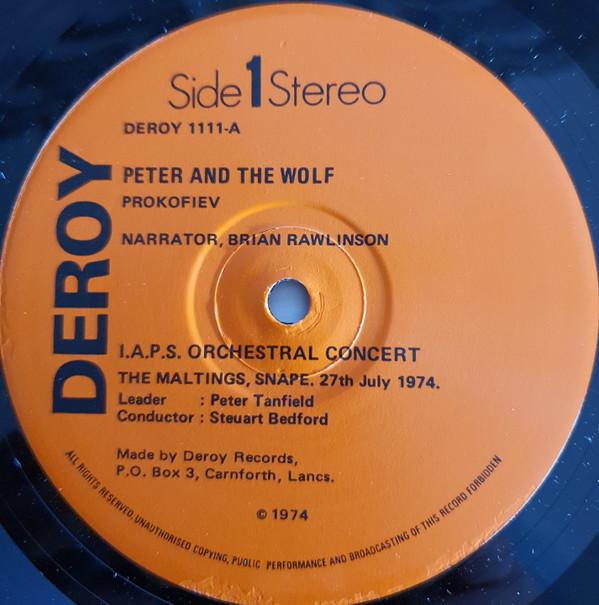 Side 1 Stereo
DEROY 1111-A
DEROY
PETER AND THE WOLF
PROKOFIEV
NARRATOR, BRIAN RAWLINSON
I.A.P.S. ORCHESTRAL CONCERT
THE MALTINGS, SNAPE. 27th July 1974.
Leader : Peter Tanfield
Conductor : Steuart Bedford
Made by Deroy Records,
P.O. Box 3, Carnforth, Lancs.
© 1974
ALL RIGHTS RESERVED, UNAUTHORISED COPYING, PUBLIC PERFORMANCE AND BROADCASTING OF THIS RECORD FORBIDDEN